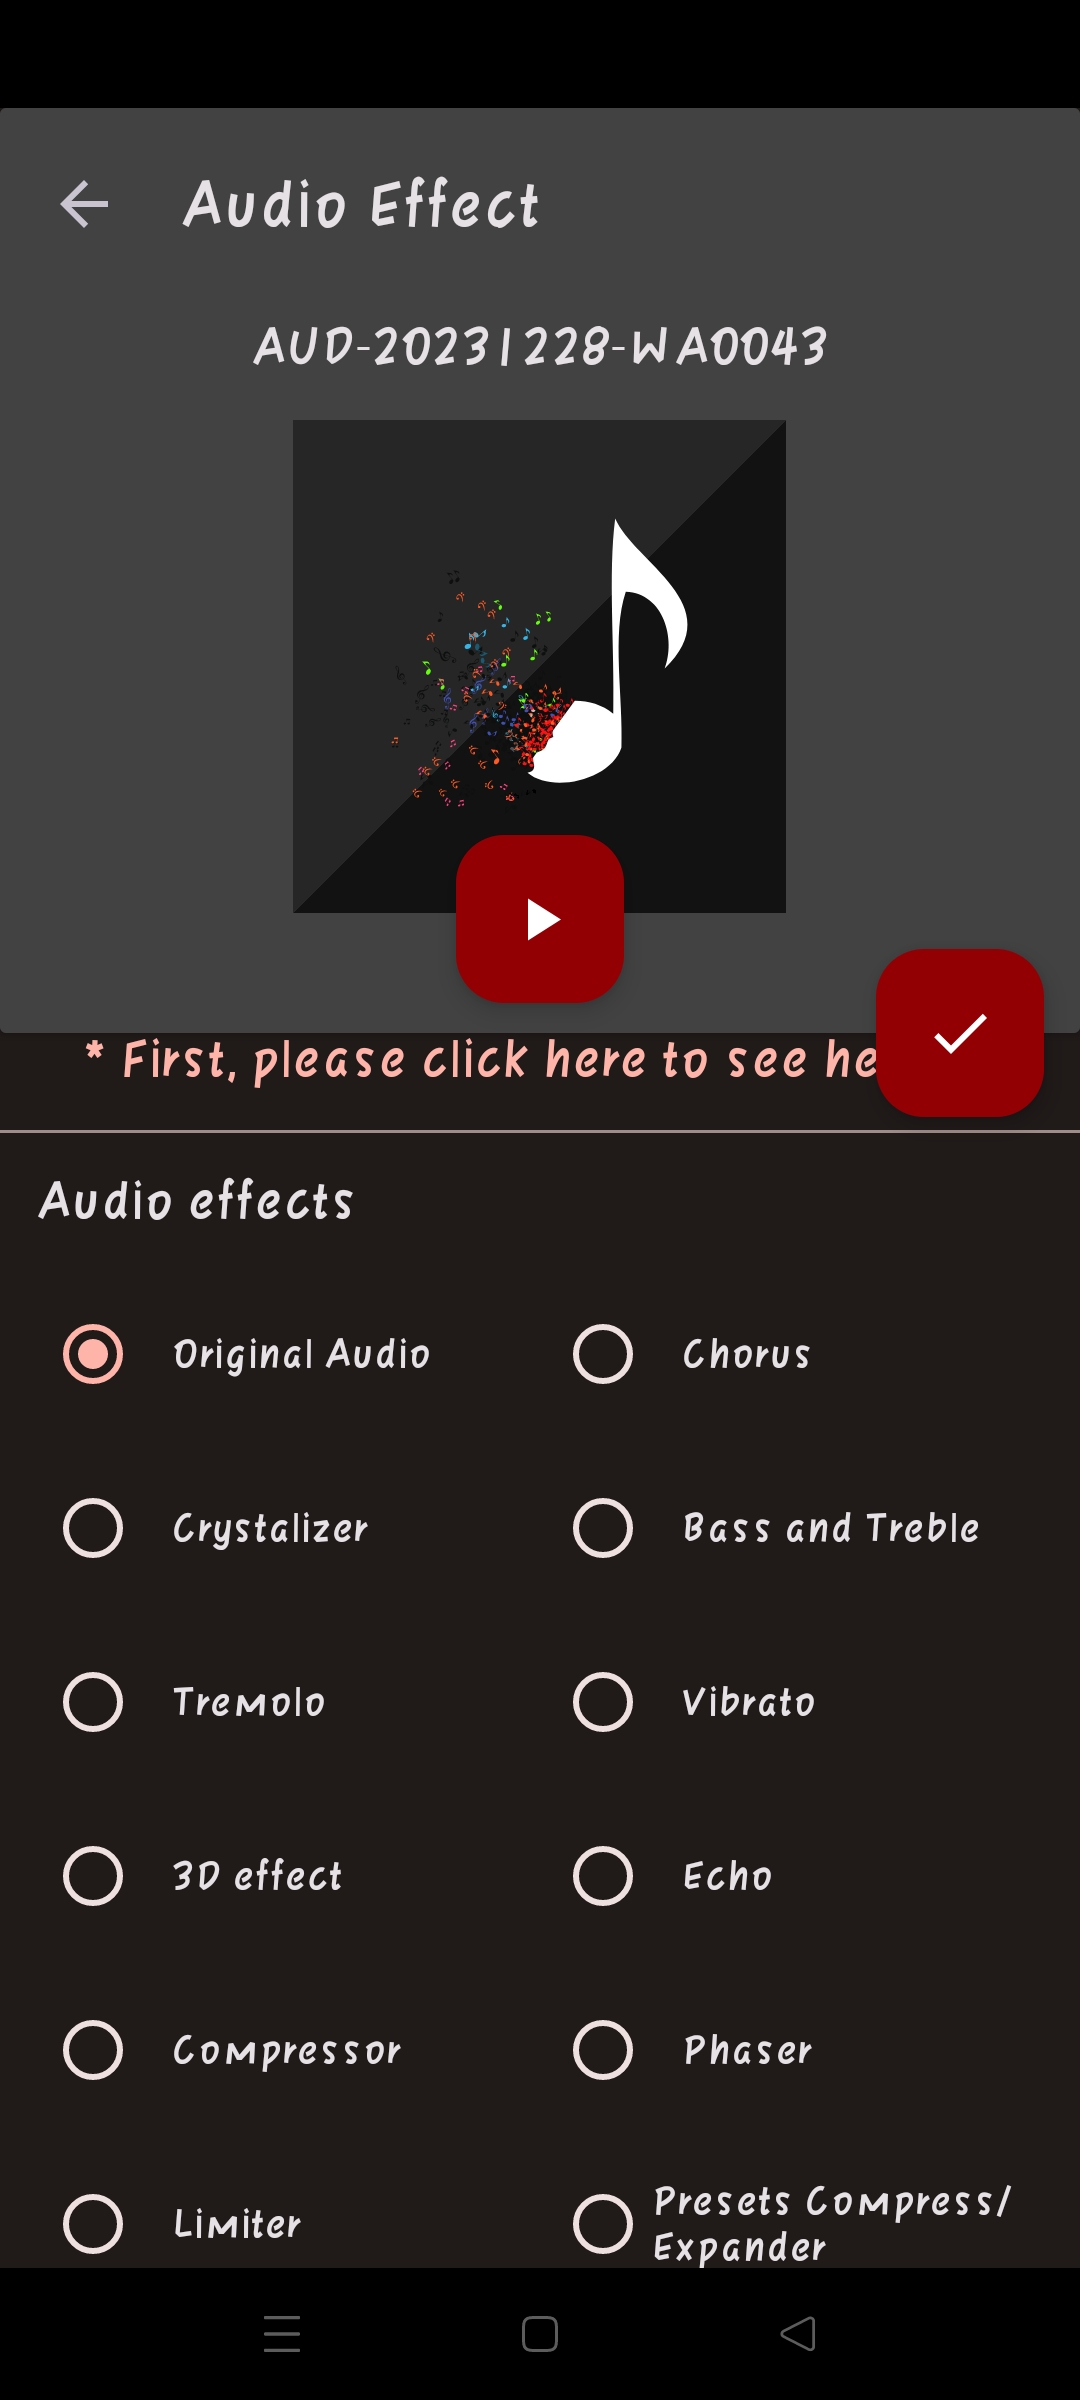 Audio Effect
AUD-20231228-WA0043
* First, please click here to see
Audio effects
Original Audio
Chorus
Crystalizer
Bass and Treble
Tremolo
Vibrato
3D effect
Echo
Compressor
Phaser
Limiter
Presets Compress/
Expander